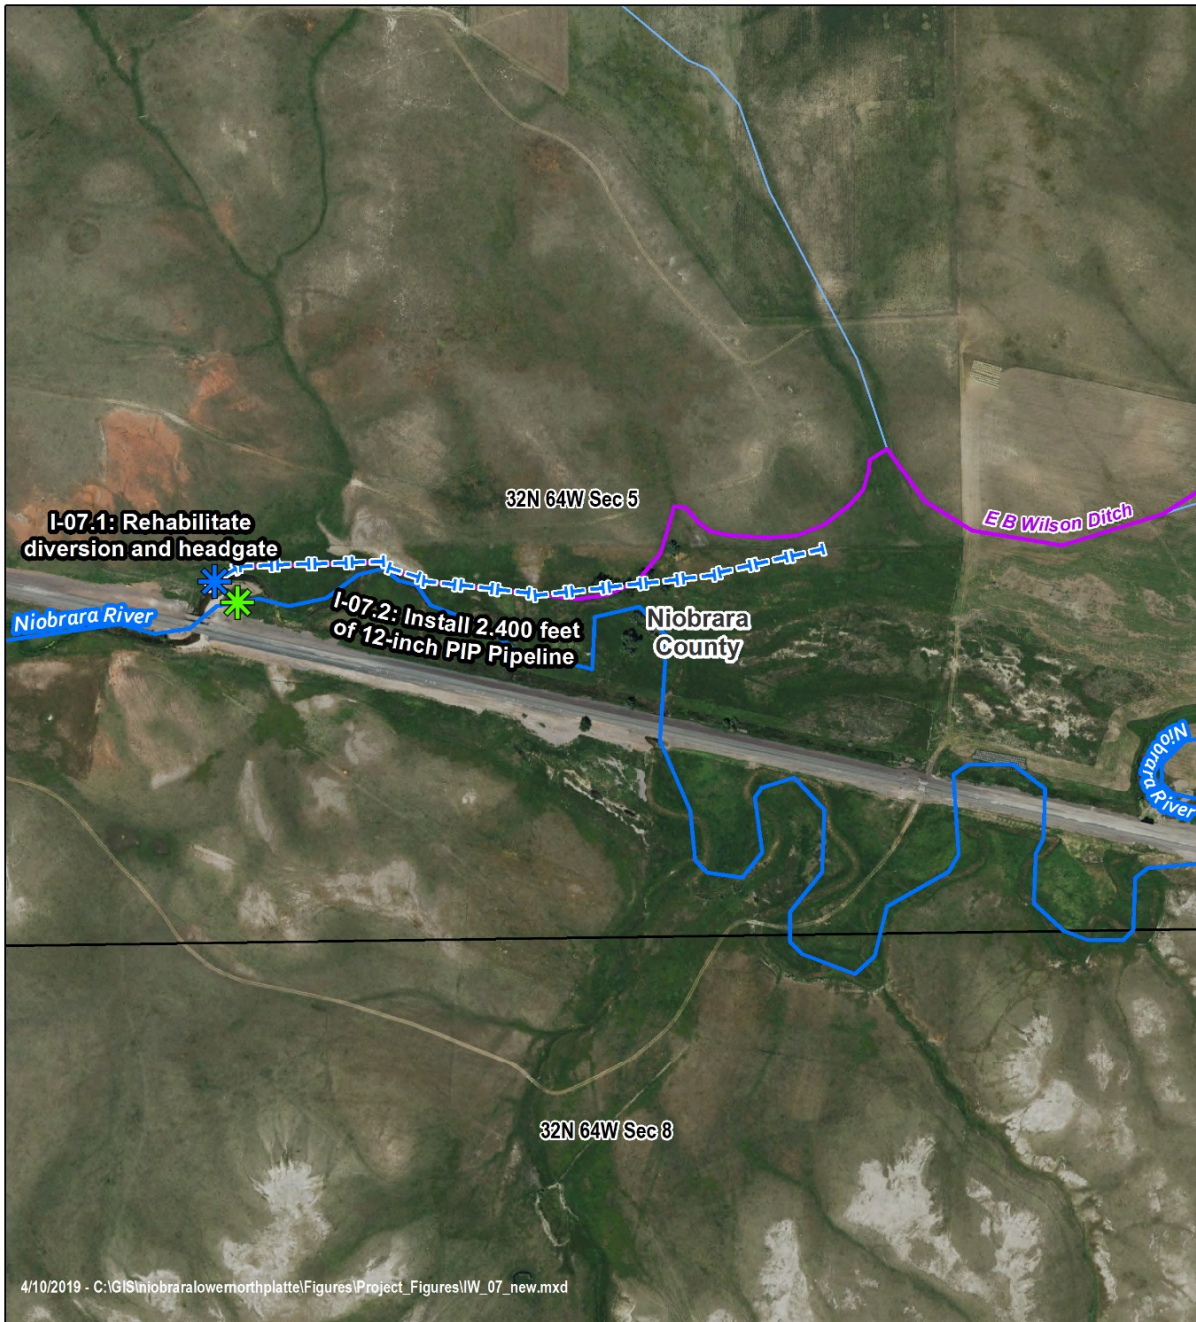 32N 64W Sec 5
E B Wilson Ditch
I-07.1: Rehabilitate
diversion and headgate
Niobrara River
I-07.2: Install 2.400 feet
of 12-inch PIP Pipeline
Niobrara
County
Niobrara River
32N 64W Sec 8
4/10/2019 - C:\GIS\niobraralowernorthplatte\Figures\Project_Figures\IW_07_new.mxd